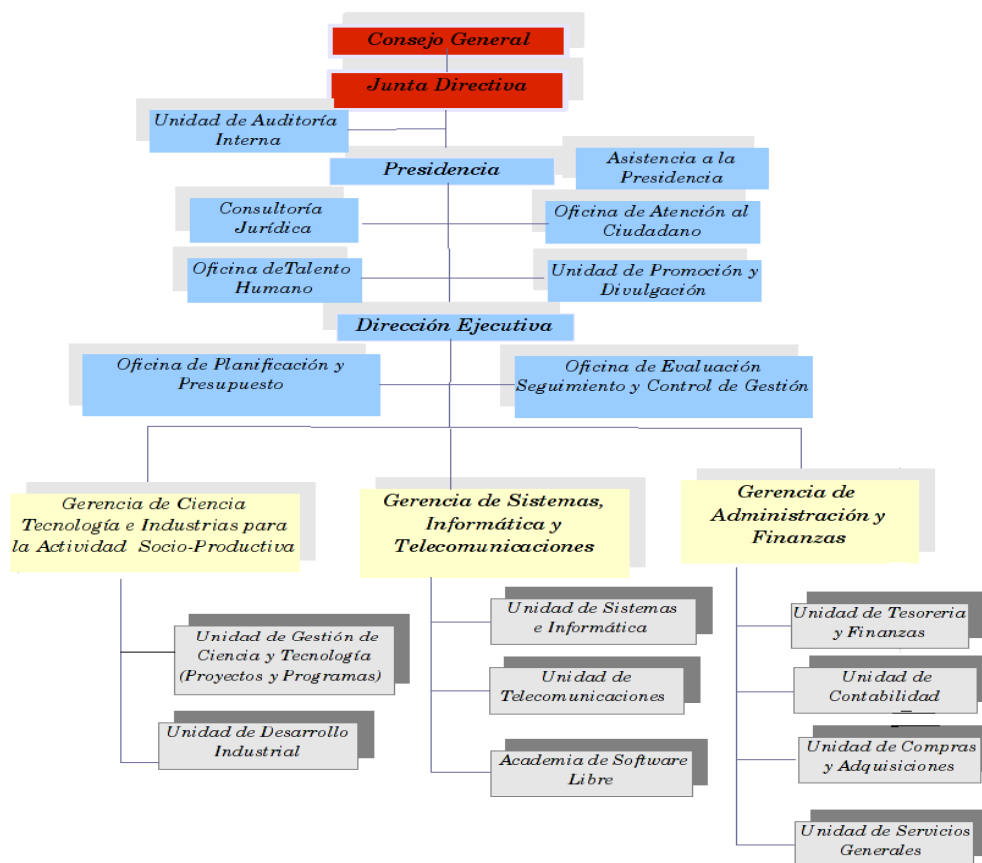 Consejo General
Junta Directiva
Unidad de Auditoría
Interna
Presidencia
Asistencia a la
Presidencia
Consultoría
Jurídica
Oficina de Atención al
Ciudadano
Oficina deTalento
Humano
Unidad de Promoción y
Divulgación
Dirección Ejecutiva
Oficina de Planificación y
Presupuesto
Oficina de Evaluación
Seguimiento y Control de Gestión
Gerencia de Ciencia
Tecnología e Industrias para
la Actividad Socio-Productiva
Gerencia de Sistemas,
Informática y
Telecomunicaciones
Gerencia de
Administración y
Finanzas
Unidad de Gestión de
Ciencia y Tecnología
(Proyectos y Programas)
Unidad de Desarrollo
Industrial
Unidad de Sistemas
e Informática
Unidad de
Telecomunicaciones
Academia de Software
Libre
Unidad de Tesoreria
y Finanzas
Unidad de
Contabilidad
Unidad de Compras
y Adquisiciones
Unidad de Servicios
Generales